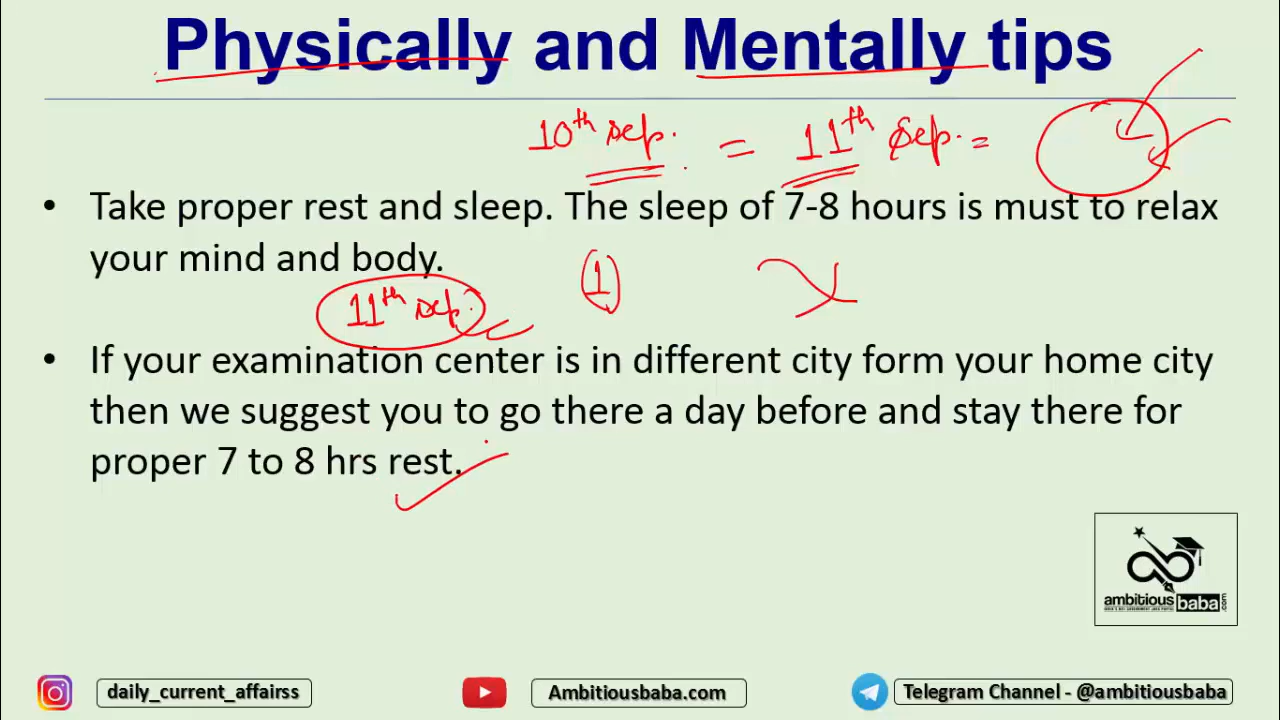 Physically and Mentally tips
10th Sep. = 11th Sep. =
• Take proper rest and sleep. The sleep of 7-8 hours is must to relax
your mind and body.
11th Sep. 1
• If your examination center is in different city form your home city
then we suggest you to go there a day before and stay there for
proper 7 to 8 hrs rest.
ambitiousbaba.com
daily_current_affairss
Ambitiousbaba.com
Telegram Channel - @ambitiousbaba